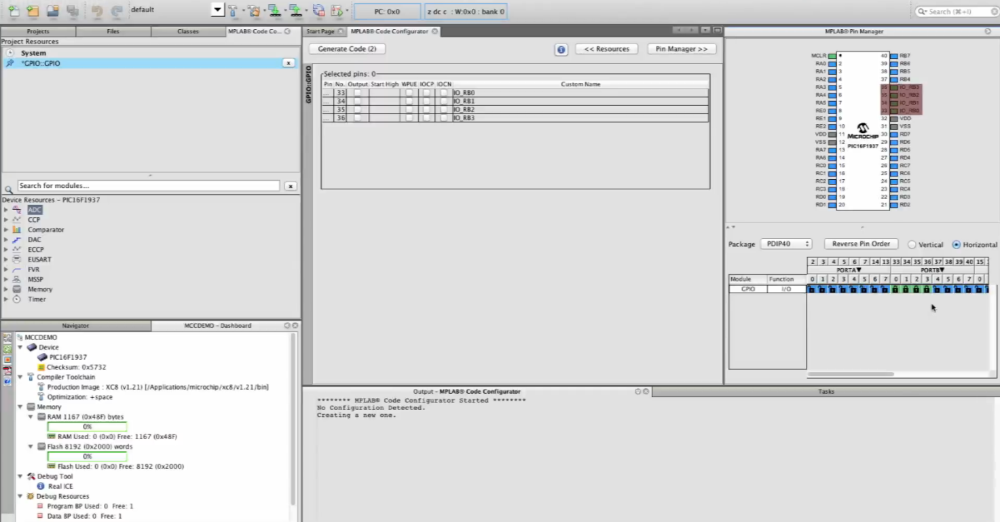 default
PC: 0x0
z dc c : W:0x0 : bank 0
Search (⌘+I)
Projects
Files
Classes
MPLAB® Code Co...
Start Page
MPLAB® Code Configurator
MPLAB® Pin Manager
Project Resources
System
*GPIO::GPIO
x
Search for modules...
x
Device Resources - PIC16F1937
ADC
CCP
Comparator
DAC
ECCP
EUSART
FVR
MSSP
Memory
Timer
Generate Code (2)
<< Resources
Pin Manager >>
GPIO::GPIO
Selected pins: 0
Pin No. Output Start High WPUE IOCP IOCN Custom Name
... 33 IO_RB0
... 34 IO_RB1
... 35 IO_RB2
... 36 IO_RB3
MCLR 40 RB7
RA0 2 39 RB6
RA1 3 38 RB5
RA2 4 37 RB4
RA3 5 36 IO_RB3
RA4 6 35 IO_RB2
RA5 7 34 IO_RB1
RE0 8 33 IO_RB0
RE1 9 32 VDD
RE2 10 31 VSS
VDD 11 MICROCHIP 30 RD7
VSS 12 PIC16F1937 29 RD6
RA7 13 28 RD5
RA6 14 27 RD4
RC0 15 26 RC7
RC1 16 25 RC6
RC2 17 24 RC5
RC3 18 23 RC4
RD0 19 22 RD3
RD1 20 21 RD2
Package PDIP40 Reverse Pin Order Vertical Horizontal
2 3 4 5 6 7 14 13 33 34 35 36 37 38 39 40 15
PORTA▼ PORTB▼
Module Function 0 1 2 3 4 5 6 7 0 1 2 3 4 5 6 7 0
GPIO I/O
Navigator
MCCDEMO - Dashboard
MCCDEMO
Device
PIC16F1937
Checksum: 0x5732
Compiler Toolchain
Production Image : XC8 (v1.21) [/Applications/microchip/xc8/v1.21/bin]
Optimization: +space
Memory
RAM 1167 (0x48F) bytes
0%
RAM Used: 0 (0x0) Free: 1167 (0x48F)
Flash 8192 (0x2000) words
0%
Flash Used: 0 (0x0) Free: 8192 (0x2000)
Debug Tool
Real ICE
Debug Resources
Program BP Used: 0 Free: 1
Data BP Used: 0 Free: 1
Output - MPLAB® Code Configurator
Tasks
******** MPLAB® Code Configurator Started ********
No Configuration Detected.
Creating a new one.